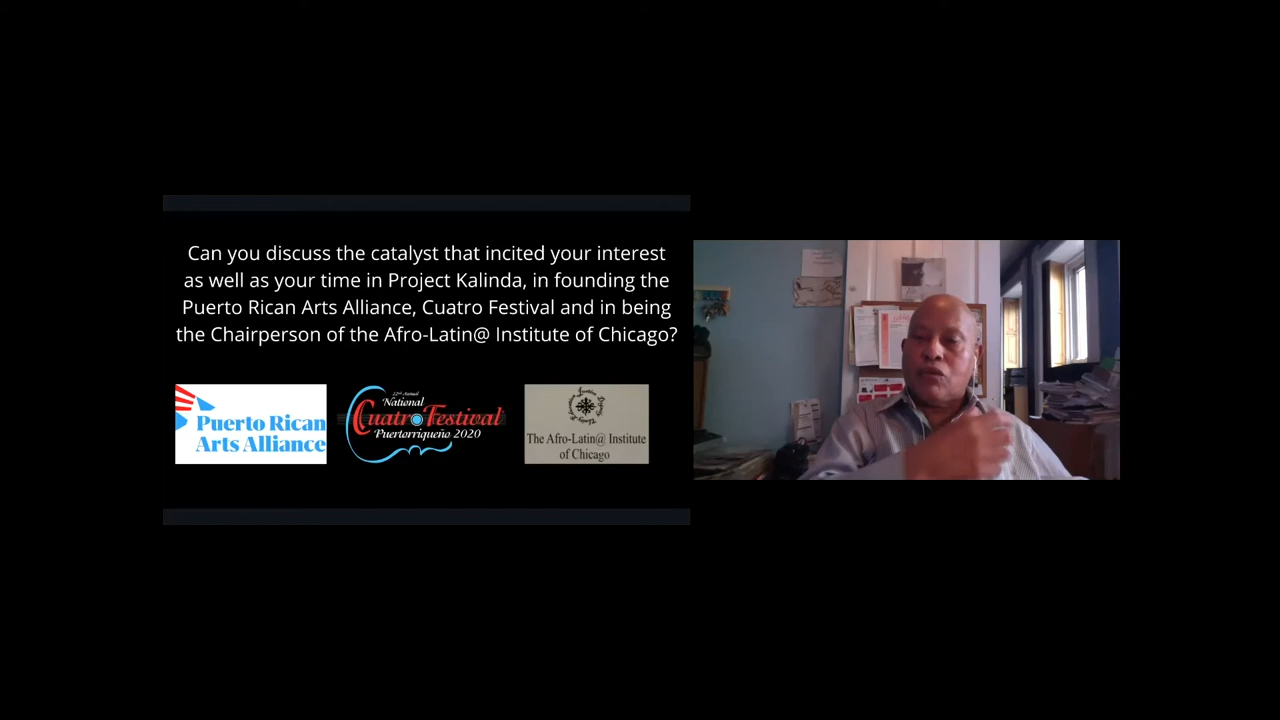 Can you discuss the catalyst that incited your interest
as well as your time in Project Kalinda, in founding the
Puerto Rican Arts Alliance, Cuatro Festival and in being
the Chairperson of the Afro-Latin@ Institute of Chicago?
Puerto Rican
Arts Alliance
22nd Annual
National
Cuatro Festival
Puertorriqueño 2020
The Afro-Latin@ Institute
of Chicago